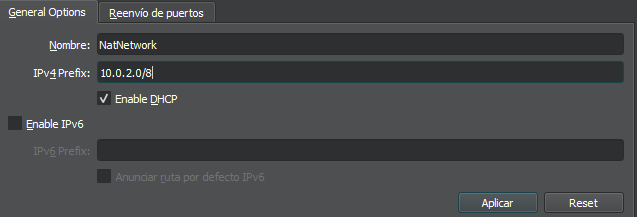 General Options Reenvío de puertos
Nombre: NatNetwork
IPv4 Prefix: 10.0.2.0/8
Enable DHCP
Enable IPv6
IPv6 Prefix:
Anunciar ruta por defecto IPv6
Aplicar Reset